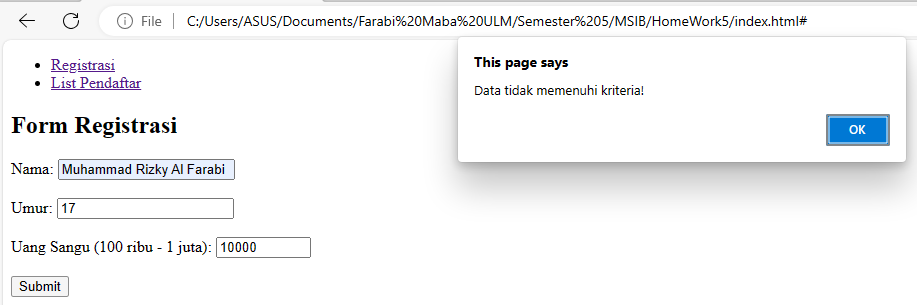 File C:/Users/ASUS/Documents/Farabi%20Maba%20ULM/Semester%205/MSIB/HomeWork5/index.html#
This page says
Data tidak memenuhi kriteria!
OK
Registrasi
List Pendaftar
Form Registrasi
Nama: Muhammad Rizky Al Farabi
Umur: 17
Uang Sangu (100 ribu - 1 juta): 10000
Submit